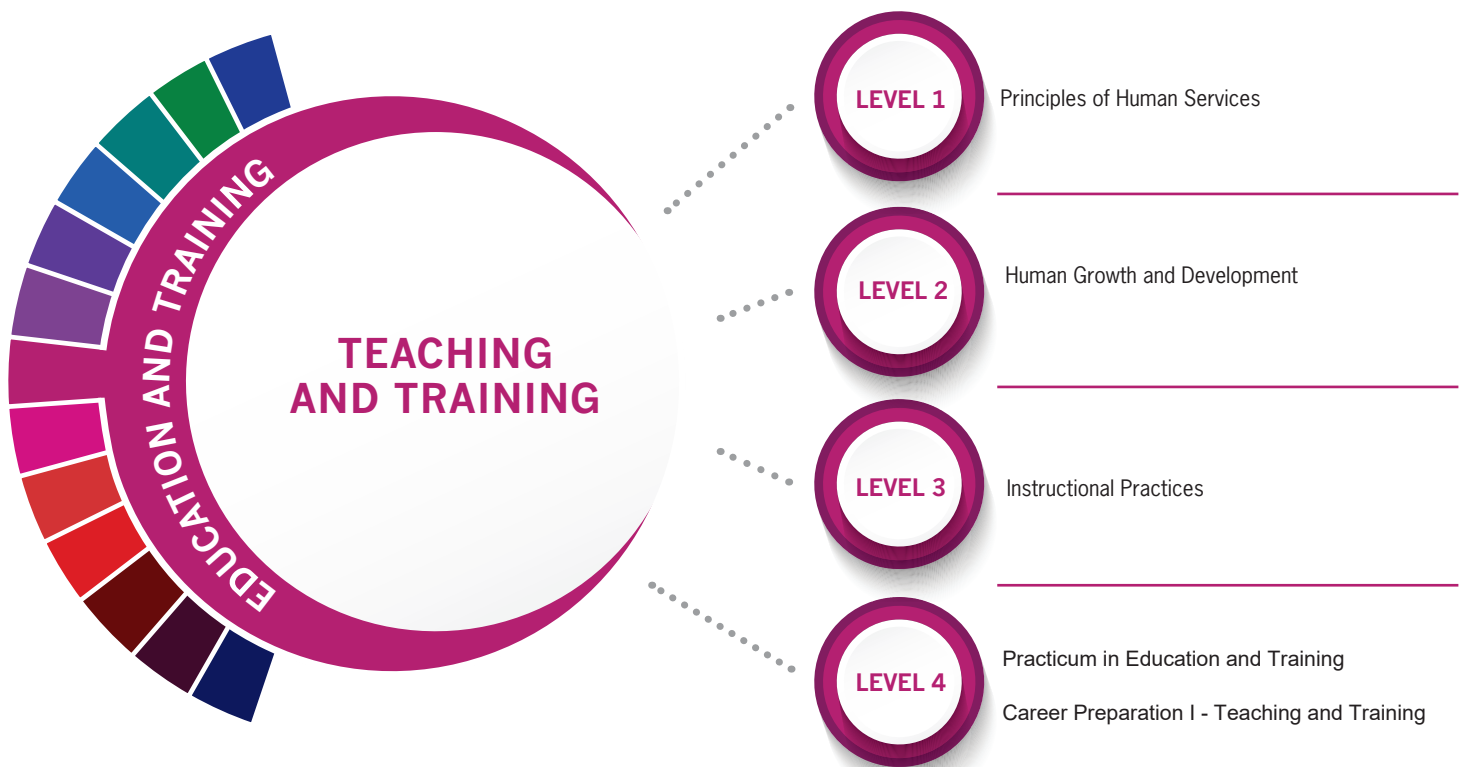 EDUCATION AND TRAINING
TEACHING
AND TRAINING
LEVEL 1
Principles of Human Services
LEVEL 2
Human Growth and Development
LEVEL 3
Instructional Practices
LEVEL 4
Practicum in Education and Training
Career Preparation I - Teaching and Training